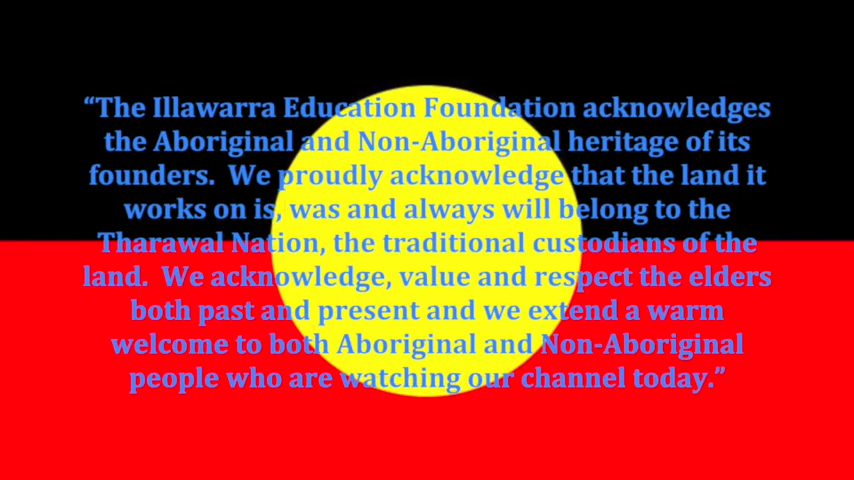 “The Illawarra Education Foundation acknowledges
the Aboriginal and Non-Aboriginal heritage of its
founders.  We proudly acknowledge that the land it
works on is, was and always will belong to the
Tharawal Nation, the traditional custodians of the
land.  We acknowledge, value and respect the elders
both past and present and we extend a warm
welcome to both Aboriginal and Non-Aboriginal
people who are watching our channel today.”